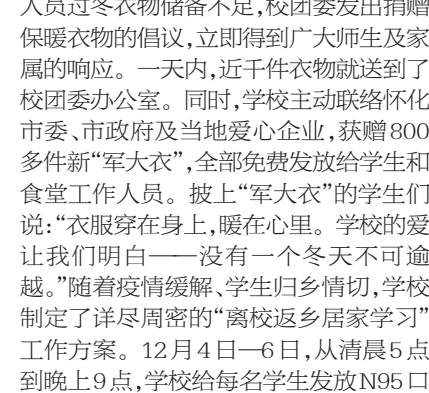 人员过冬衣物储备不足,校团委发出捐赠
保暖衣物的倡议,立即得到广大师生及家
属的响应。一天内,近千件衣物就送到了
校团委办公室。同时,学校主动联络怀化
市委、市政府及当地爱心企业,获赠800
多件新“军大衣”,全部免费发放给学生和
食堂工作人员。披上“军大衣”的学生们
说:“衣服穿在身上,暖在心里。学校的爱
让我们明白——没有一个冬天不可逾
越。”随着疫情缓解、学生归乡情切,学校
制定了详尽周密的“离校返乡居家学习”
工作方案。12月4日—6日,从清晨5点
到晚上9点,学校给每名学生发放N95口